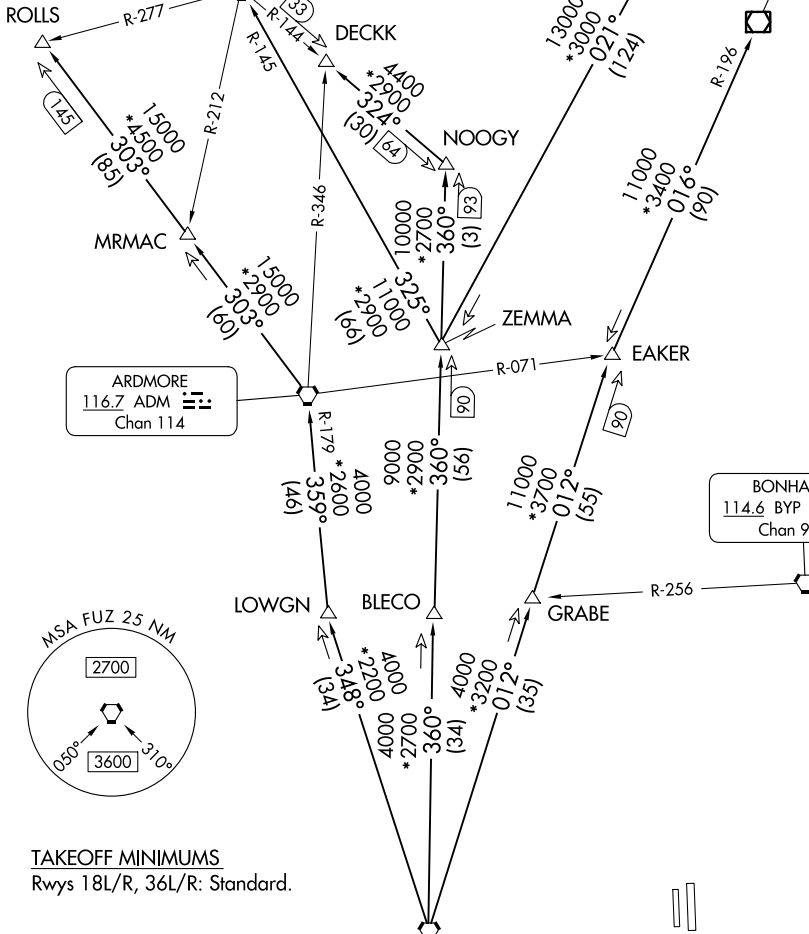 ROLLS
R-277
33
R-144
R-145
DECKK
13000
*3000
021°
(124)
R-196
145
15000
*4500
303°
(85)
R-212
4400
*2900
324°
(30)
64
NOOGY
11000
*3400
016°
(90)
R-346
93
10000
*2700
360°
(3)
MRMAC
15000
*2900
303°
(60)
325°
11000
*2900
(66)
ZEMMA
EAKER
R-071
ARDMORE
116.7 ADM
Chan 114
90
90
R-179
4000
*2600
359°
(46)
9000
*2900
360°
(56)
11000
*3700
012°
(55)
BONHA
114.6 BYP
Chan 9
R-256
LOWGN
BLECO
GRABE
MSA FUZ 25 NM
2700
050°
310°
3600
4000
*2200
348°
(34)
4000
*2700
360°
(34)
4000
*3200
012°
(35)
TAKEOFF MINIMUMS
Rwys 18L/R, 36L/R: Standard.